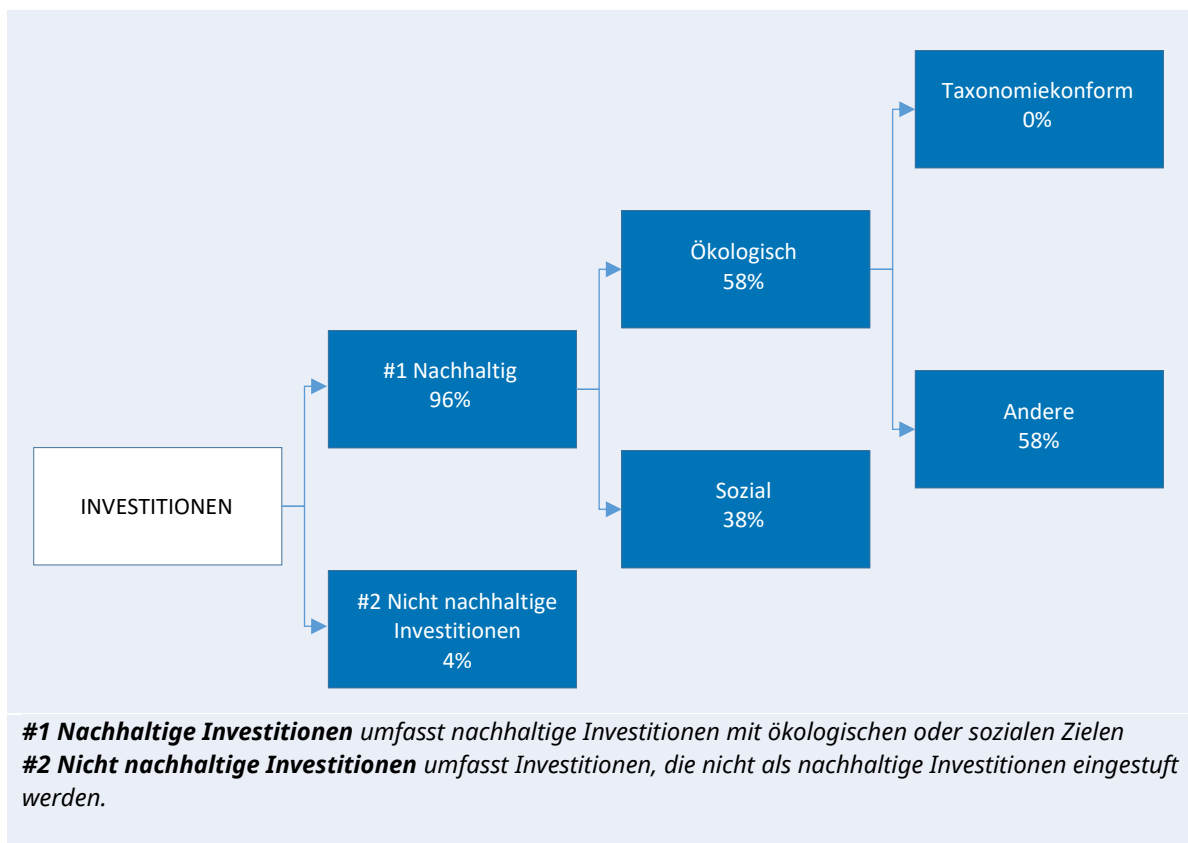 Taxonomiekonform
0%
Ökologisch
58%
#1 Nachhaltig
96%
Andere
58%
INVESTITIONEN
Sozial
38%
#2 Nicht nachhaltige
Investitionen
4%
#1 Nachhaltige Investitionen umfasst nachhaltige Investitionen mit ökologischen oder sozialen Zielen
#2 Nicht nachhaltige Investitionen umfasst Investitionen, die nicht als nachhaltige Investitionen eingestuft
werden.